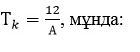 Tₖ = 12/A, мұнда: